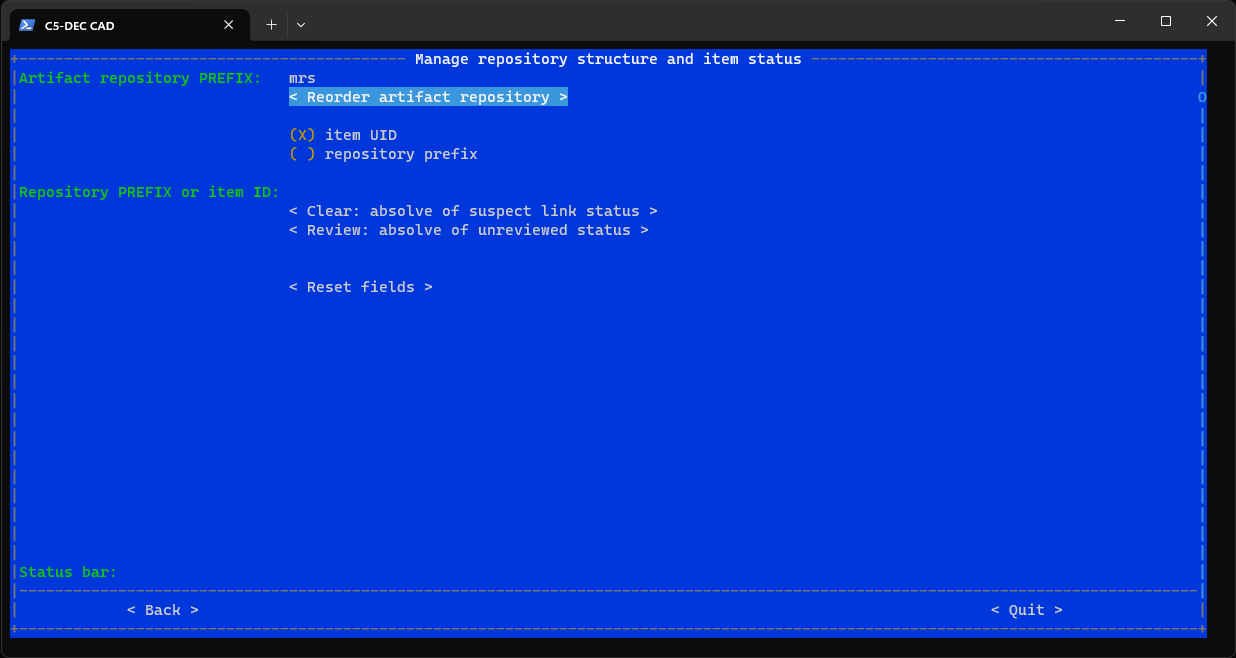 C5-DEC CAD
Manage repository structure and item status
Artifact repository PREFIX: mrs
< Reorder artifact repository >
(X) item UID
( ) repository prefix
Repository PREFIX or item ID:
< Clear: absolve of suspect link status >
< Review: absolve of unreviewed status >
< Reset fields >
Status bar:
< Back > < Quit >